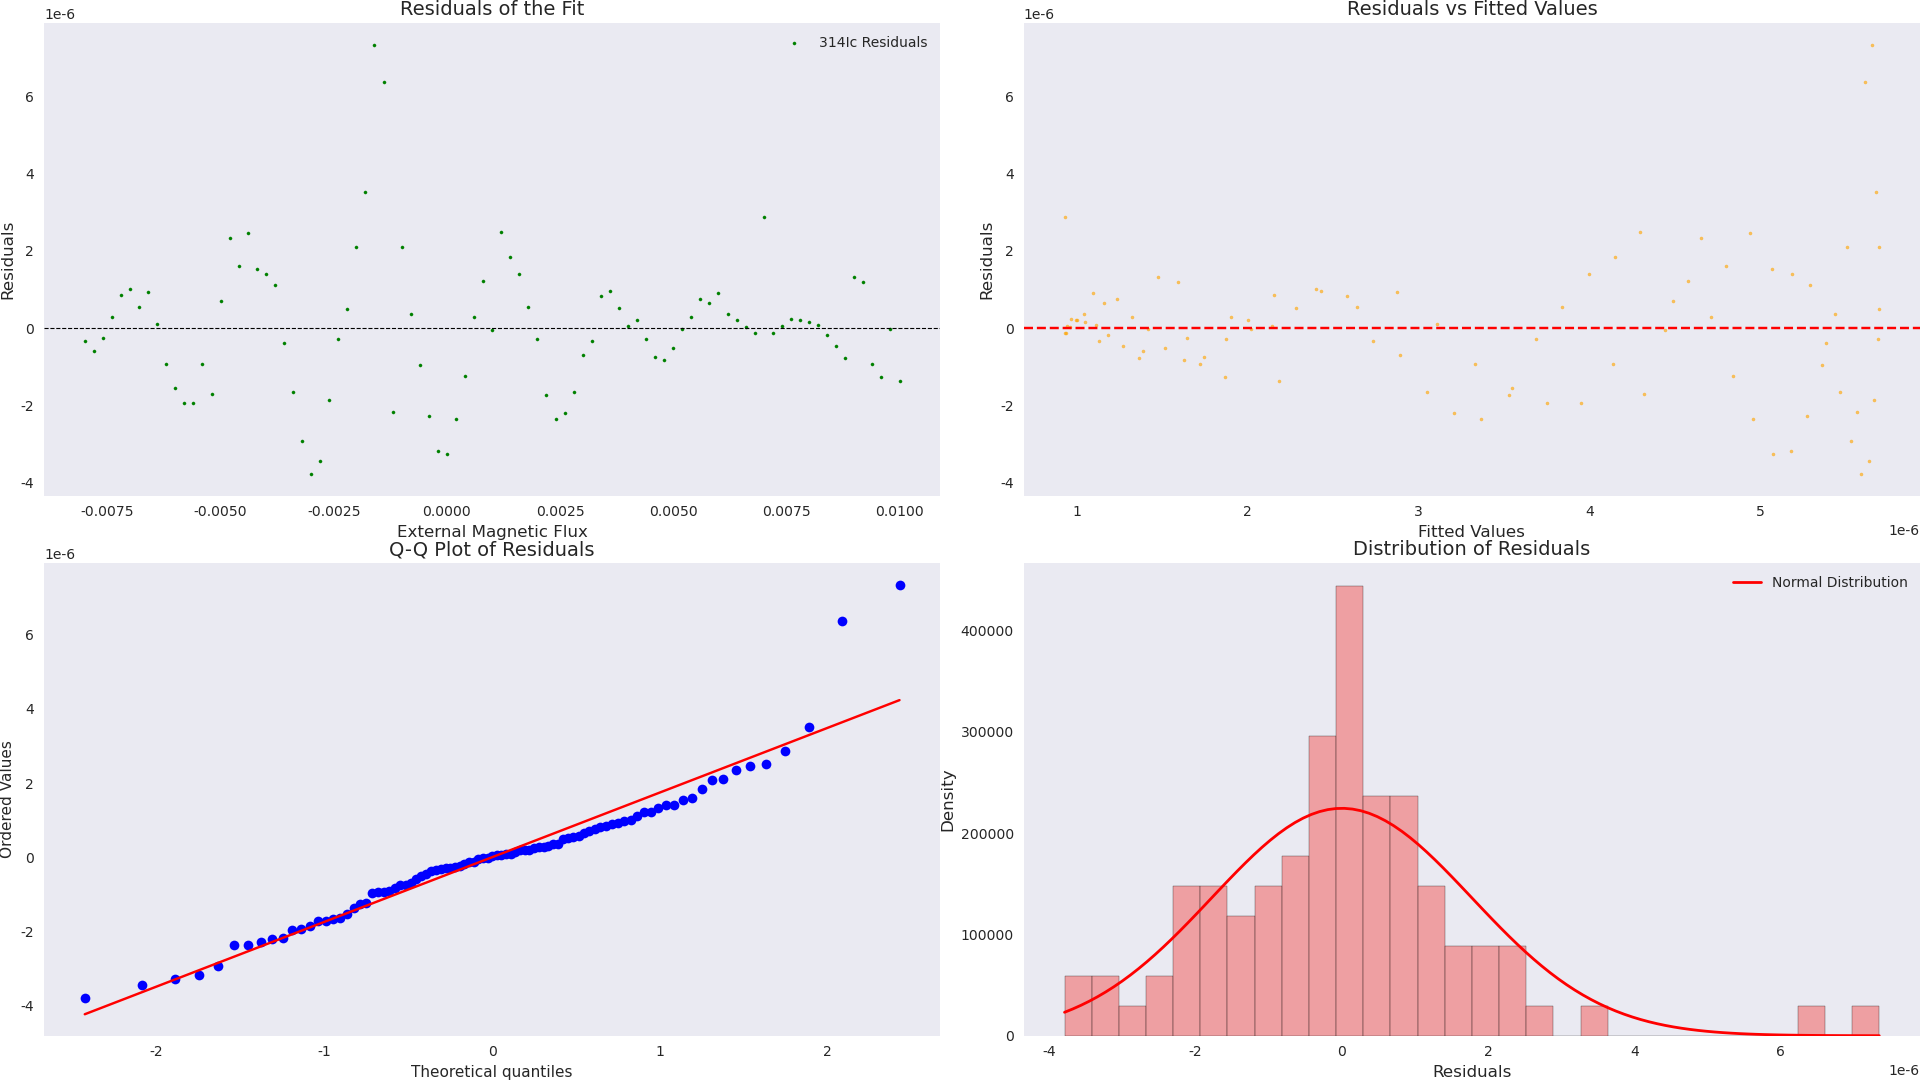 Residuals of the Fit
1e-6
314Ic Residuals
Residuals
6
4
2
0
-2
-4
-0.0075 -0.0050 -0.0025 0.0000 0.0025 0.0050 0.0075 0.0100
External Magnetic Flux
Residuals vs Fitted Values
1e-6
Residuals
6
4
2
0
-2
-4
1 2 3 4 5
1e-6
Fitted Values
Q-Q Plot of Residuals
1e-6
Ordered Values
6
4
2
0
-2
-4
-2 -1 0 1 2
Theoretical quantiles
Distribution of Residuals
Normal Distribution
Density
400000
300000
200000
100000
0
-4 -2 0 2 4 6
1e-6
Residuals